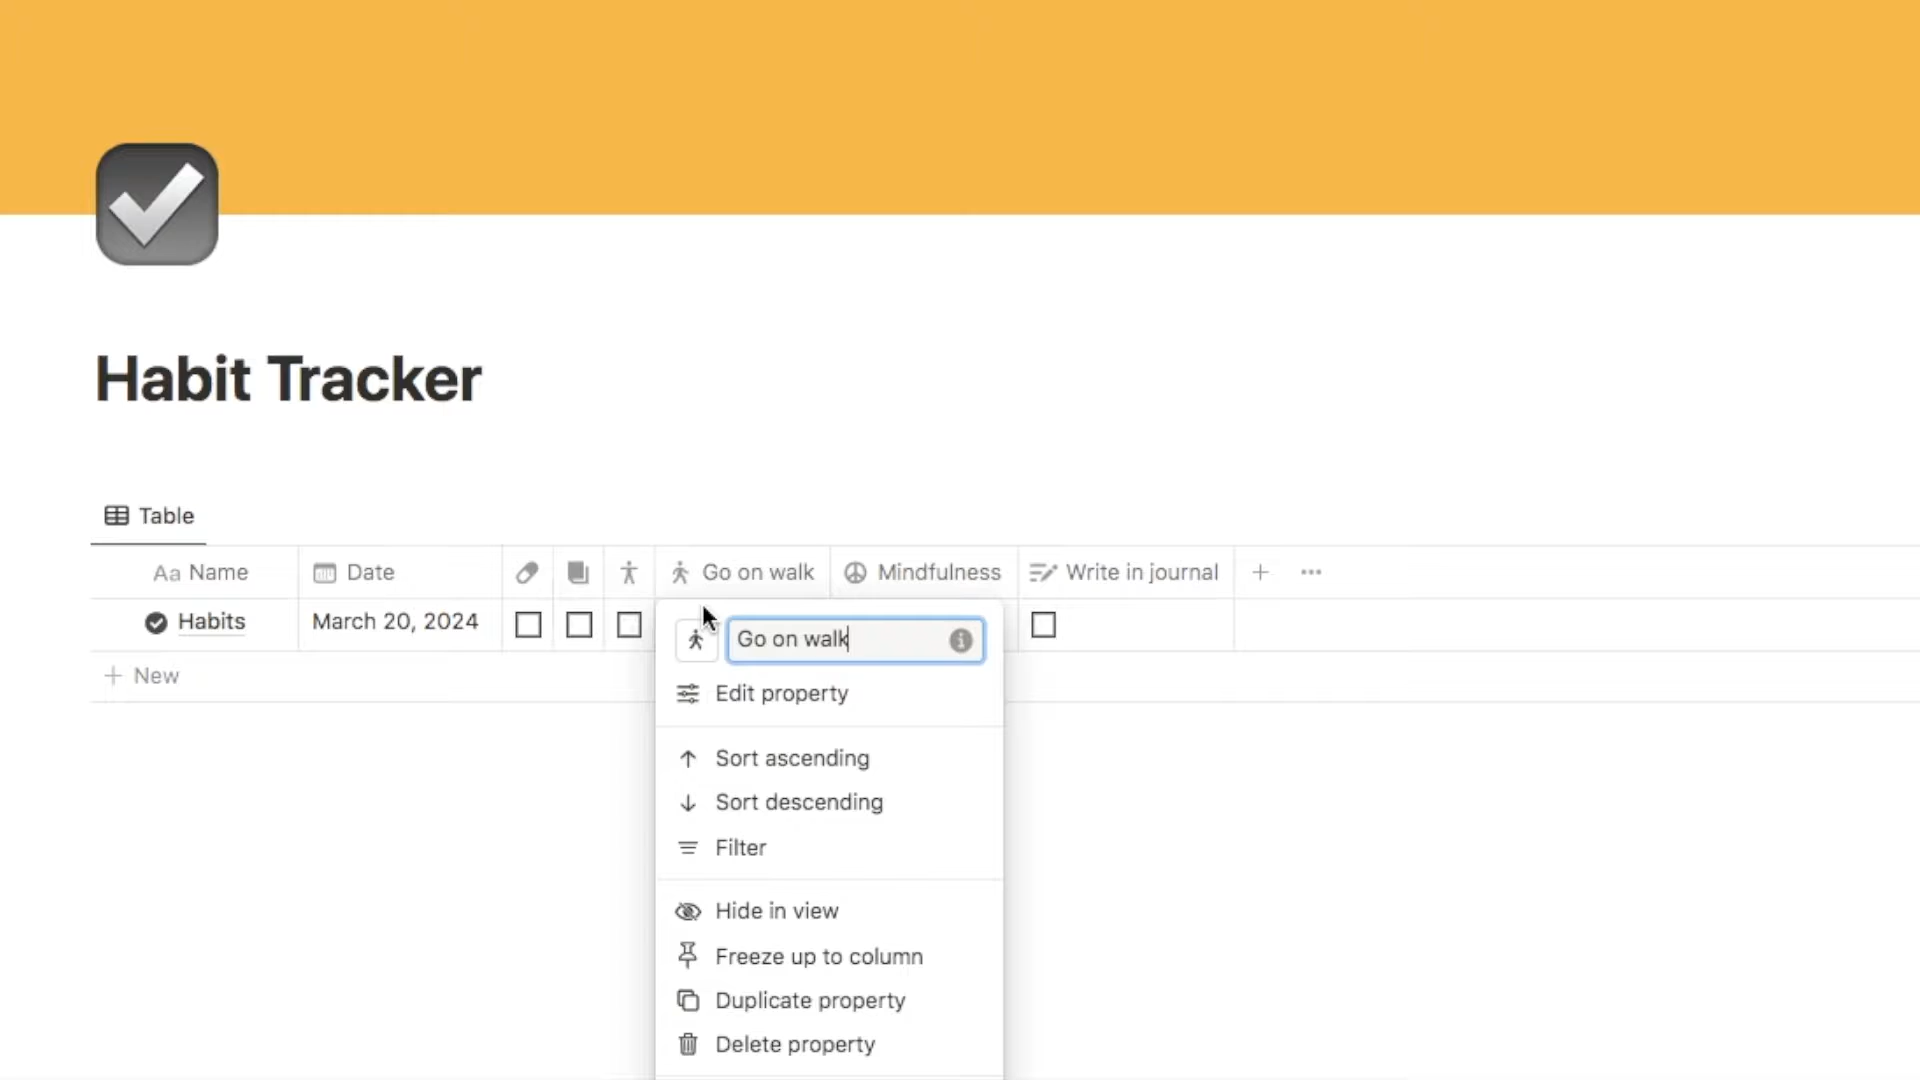 Habit Tracker
Table
Aa Name Date Go on walk Mindfulness Write in journal
Habits March 20, 2024
Go on walk
New
Edit property
Sort ascending
Sort descending
Filter
Hide in view
Freeze up to column
Duplicate property
Delete property